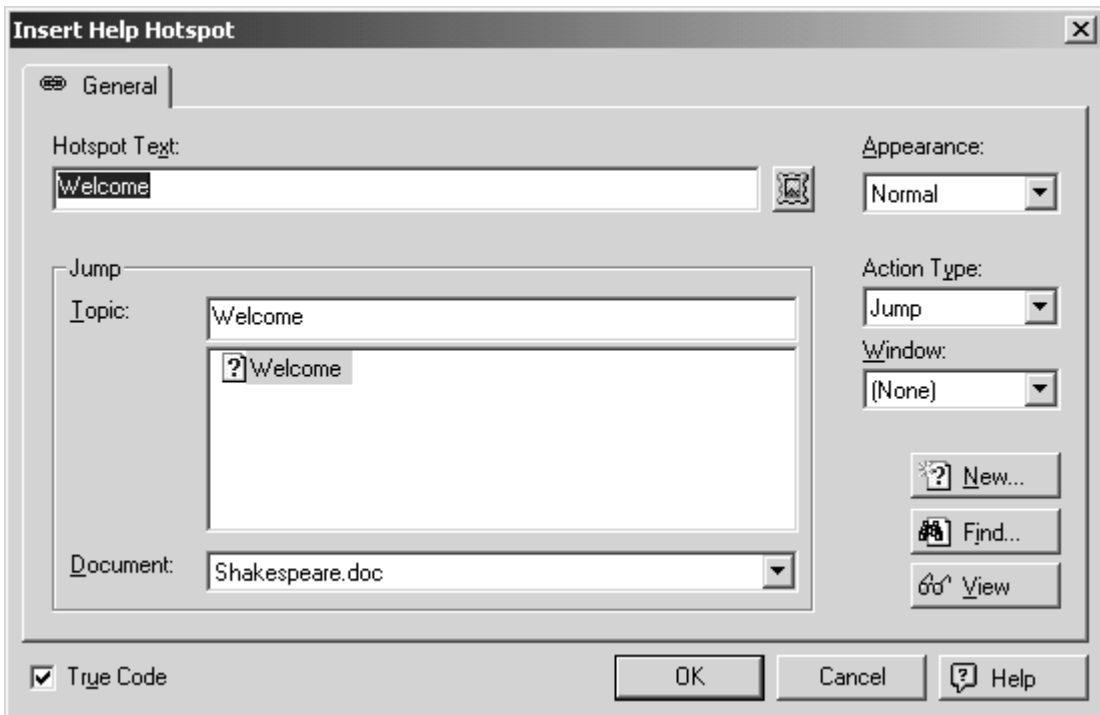 Insert Help Hotspot
General
Hotspot Text:
Welcome
Appearance:
Normal
Jump
Topic:
Welcome
Welcome
Document:
Shakespeare.doc
Action Type:
Jump
Window:
(None)
New...
Find...
View
True Code
OK
Cancel
Help